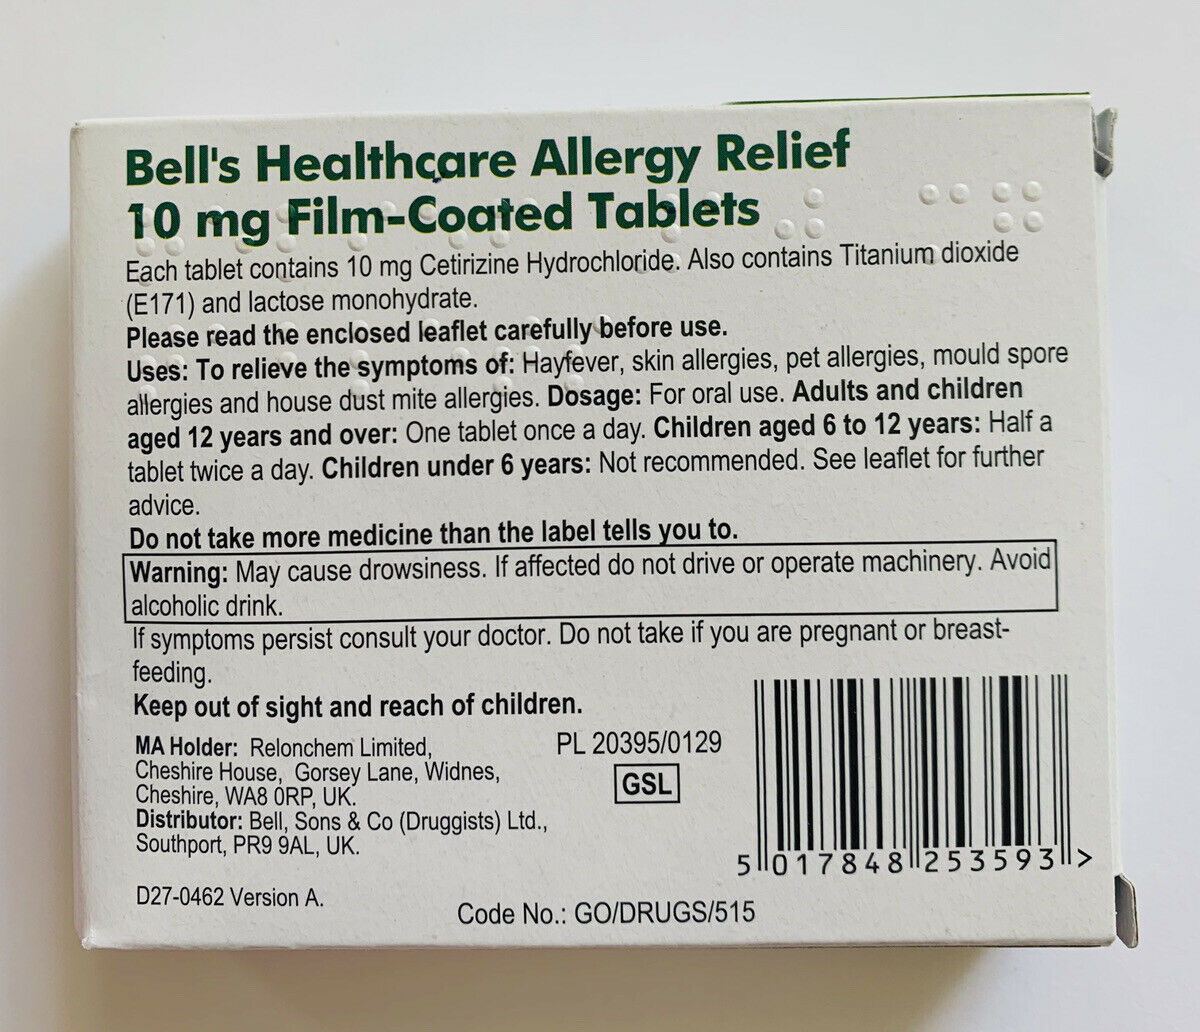 Bell's Healthcare Allergy Relief
10 mg Film-Coated Tablets
Each tablet contains 10 mg Cetirizine Hydrochloride. Also contains Titanium dioxide
(E171) and lactose monohydrate.
Please read the enclosed leaflet carefully before use.
Uses: To relieve the symptoms of: Hayfever, skin allergies, pet allergies, mould spore
allergies and house dust mite allergies. Dosage: For oral use. Adults and children
aged 12 years and over: One tablet once a day. Children aged 6 to 12 years: Half a
tablet twice a day. Children under 6 years: Not recommended. See leaflet for further
advice.
Do not take more medicine than the label tells you to.
Warning: May cause drowsiness. If affected do not drive or operate machinery. Avoid
alcoholic drink.
If symptoms persist consult your doctor. Do not take if you are pregnant or breast-
feeding.
Keep out of sight and reach of children.
MA Holder: Relonchem Limited,
Cheshire House, Gorsey Lane, Widnes,
Cheshire, WA8 0RP, UK.
Distributor: Bell, Sons & Co (Druggists) Ltd.,
Southport, PR9 9AL, UK.
PL 20395/0129
GSL
5 017848 253593 >
D27-0462 Version A.
Code No.: GO/DRUGS/515